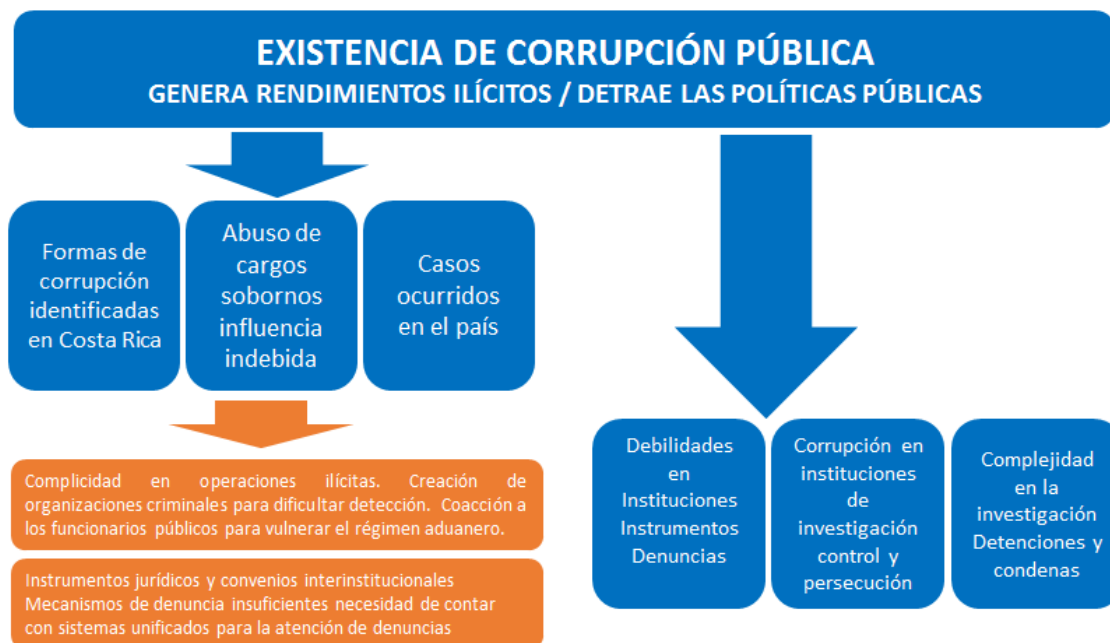 EXISTENCIA DE CORRUPCIÓN PÚBLICA
GENERA RENDIMIENTOS ILÍCITOS / DETRAE LAS POLÍTICAS PÚBLICAS
Formas de
corrupción
identificadas
en Costa Rica
Abuso de
cargos
sobornos
influencia
indebida
Casos
ocurridos
en el país
Complicidad en operaciones ilícitas. Creación de
organizaciones criminales para dificultar detección. Coacción a
los funcionarios públicos para vulnerar el régimen aduanero.
Instrumentos jurídicos y convenios interinstitucionales
Mecanismos de denuncia insuficientes necesidad de contar
con sistemas unificados para la atención de denuncias
Debilidades
en
Instituciones
Instrumentos
Denuncias
Corrupción en
instituciones
de
investigación
control y
persecución
Complejidad
en la
investigación
Detenciones y
condenas